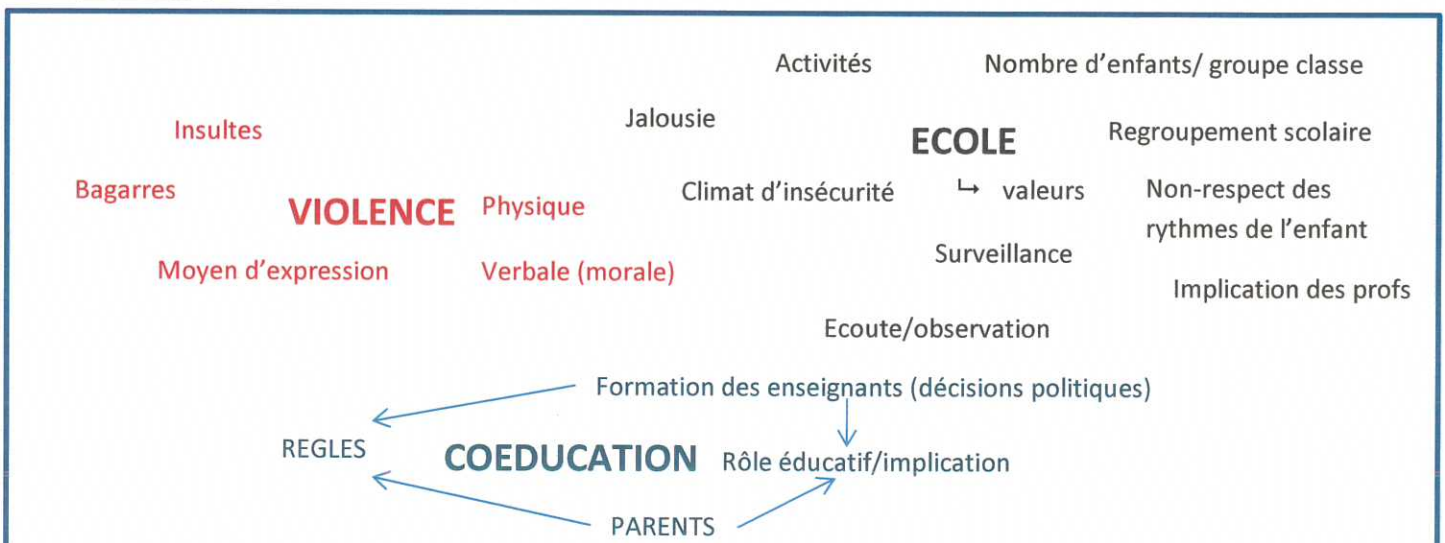 Activités Nombre d'enfants/ groupe classe
Insultes Jalousie ECOLE Regroupement scolaire
Bagarres VIOLENCE Physique Climat d'insécurité ↳ valeurs Non-respect des
rythmes de l'enfant
Moyen d'expression Verbale (morale) Surveillance
Implication des profs
Ecoute/observation
Formation des enseignants (décisions politiques)
REGLES COEDUCATION Rôle éducatif/implication
PARENTS